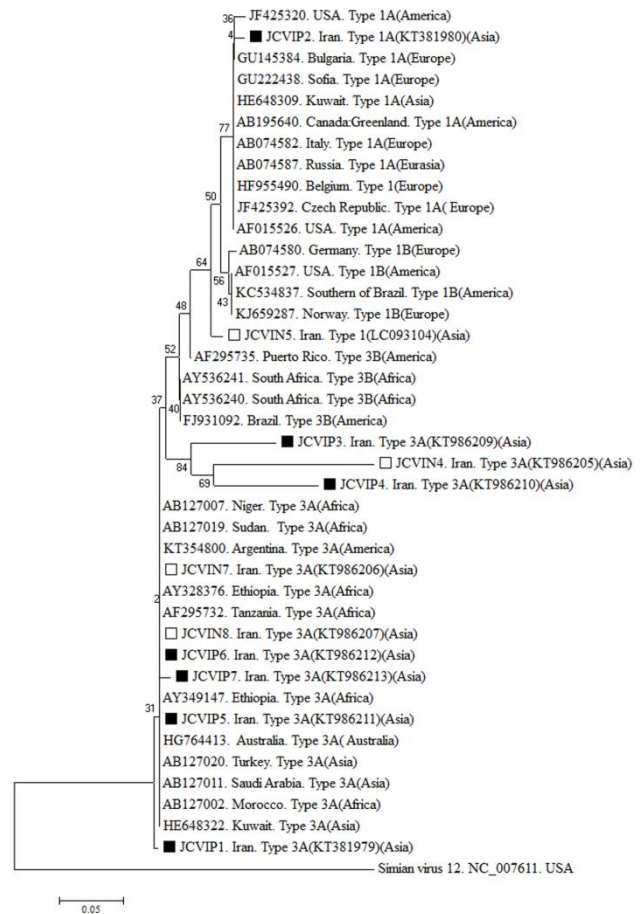 36
JF425320. USA. Type 1A(America)
4
JCVIP2. Iran. Type 1A(KT381980)(Asia)
GU145384. Bulgaria. Type 1A(Europe)
GU222438. Sofia. Type 1A(Europe)
HE648309. Kuwait. Type 1A(Asia)
AB195640. Canada:Greenland. Type 1A(America)
77
AB074582. Italy. Type 1A(Europe)
AB074587. Russia. Type 1A(Eurasia)
HF955490. Belgium. Type 1(Europe)
50
JF425392. Czech Republic. Type 1A( Europe)
AF015526. USA. Type 1A(America)
AB074580. Germany. Type 1B(Europe)
64
AF015527. USA. Type 1B(America)
56
KC534837. Southern of Brazil. Type 1B(America)
43
KJ659287. Norway. Type 1B(Europe)
48
JCVIN5. Iran. Type 1(LC093104)(Asia)
52
AF295735. Puerto Rico. Type 3B(America)
AY536241. South Africa. Type 3B(Africa)
37
AY536240. South Africa. Type 3B(Africa)
40
FJ931092. Brazil. Type 3B(America)
JCVIP3. Iran. Type 3A(KT986209)(Asia)
84
JCVIN4. Iran. Type 3A(KT986205)(Asia)
69
JCVIP4. Iran. Type 3A(KT986210)(Asia)
AB127007. Niger. Type 3A(Africa)
AB127019. Sudan. Type 3A(Africa)
KT354800. Argentina. Type 3A(America)
JCVIN7. Iran. Type 3A(KT986206)(Asia)
AY328376. Ethiopia. Type 3A(Africa)
2
AF295732. Tanzania. Type 3A(Africa)
JCVIN8. Iran. Type 3A(KT986207)(Asia)
JCVIP6. Iran. Type 3A(KT986212)(Asia)
JCVIP7. Iran. Type 3A(KT986213)(Asia)
AY349147. Ethiopia. Type 3A(Africa)
31
JCVIP5. Iran. Type 3A(KT986211)(Asia)
HG764413. Australia. Type 3A( Australia)
AB127020. Turkey. Type 3A(Asia)
AB127011. Saudi Arabia. Type 3A(Asia)
AB127002. Morocco. Type 3A(Africa)
HE648322. Kuwait. Type 3A(Asia)
JCVIP1. Iran. Type 3A(KT381979)(Asia)
Simian virus 12. NC_007611. USA
0.05